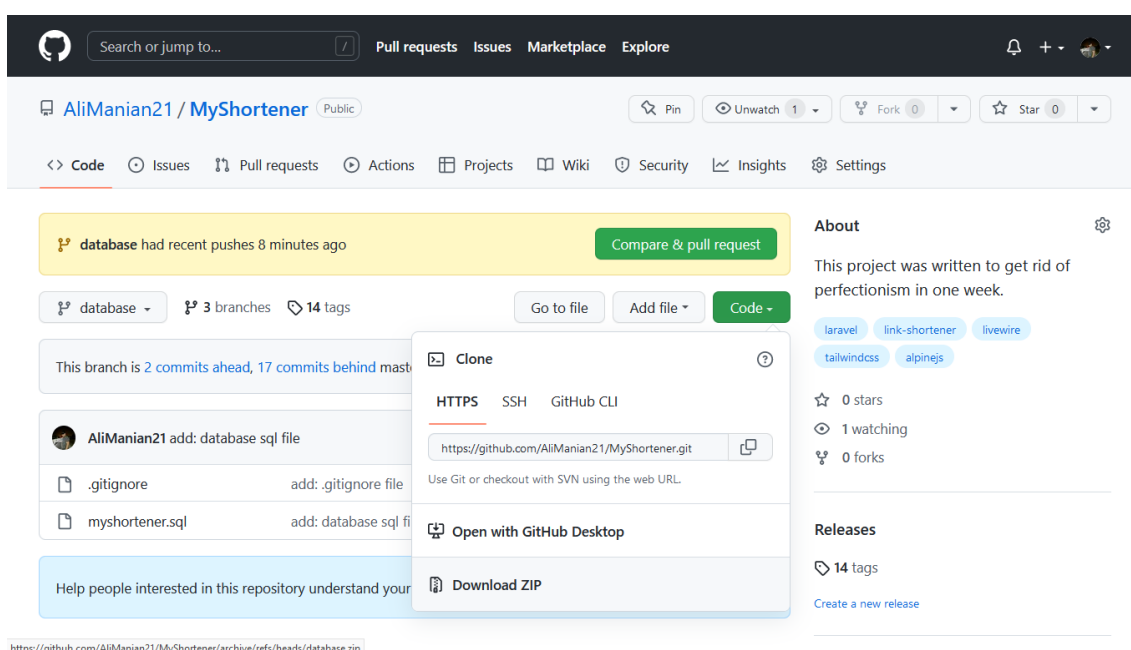 Search or jump to... / Pull requests Issues Marketplace Explore
AliManian21 / MyShortener Public Pin Unwatch 1 Fork 0 Star 0
Code Issues Pull requests Actions Projects Wiki Security Insights Settings
database had recent pushes 8 minutes ago Compare & pull request
database 3 branches 14 tags Go to file Add file Code
This branch is 2 commits ahead, 17 commits behind
Clone
HTTPS SSH GitHub CLI
https://github.com/AliManian21/MyShortener.git
Use Git or checkout with SVN using the web URL.
Open with GitHub Desktop
Download ZIP
AliManian21 add: database sql file
.gitignore add: .gitignore file
myshortener.sql add: database sql
Help people interested in this repository understand your
About
This project was written to get rid of
perfectionism in one week.
laravel link-shortener livewire
tailwindcss alpinejs
0 stars
1 watching
0 forks
Releases
14 tags
Create a new release
https://github.com/AliManian21/MyShortener/archive/refs/heads/database.zip